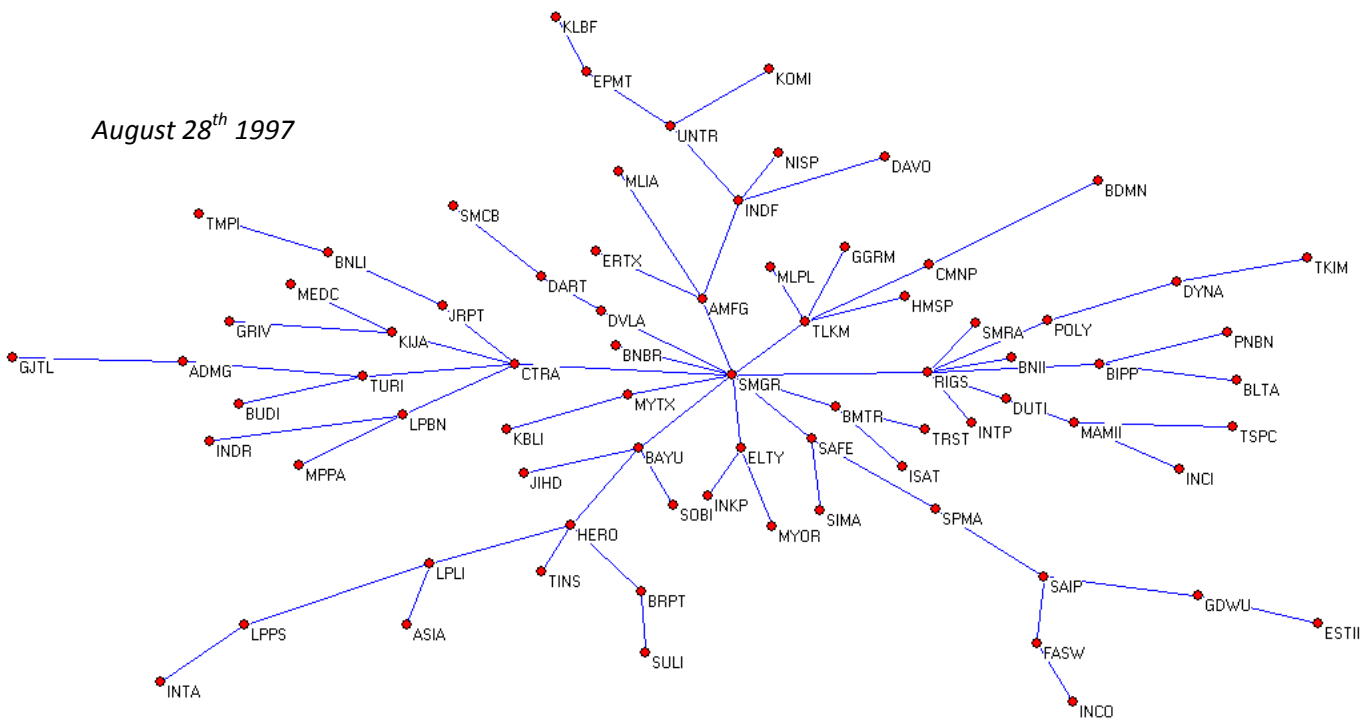 KLBF
EPMT
KOMI
August 28th 1997
UNTR
NISP
DAVO
MLIA
BDMN
INDF
SMCB
TMPI
ERTX
GGRM
BNLI
MLPL
CMNP
TKIM
DART
DYNA
MEDC
HMSP
JRPT
AMFG
DVLA
TLKM
SMRA
POLY
GRIV
KIJA
PNBN
BNBR
BNII
GJTL
ADMG
CTRA
BIPP
TURI
SMGR
RIGS
BLTA
MYTX
DUTI
BUDI
LPBN
BMTR
KBLI
TRST
INTP
MAMII
TSPC
INDR
SAFE
BAYU
ELTY
MPPA
JIHD
ISAT
INCI
INKP
SOBI
SIMA
SPMA
HERO
MYOR
LPLI
TINS
SAIP
BRPT
GDWU
LPPS
ASIA
ESTII
FASW
SULI
INTA
INCO